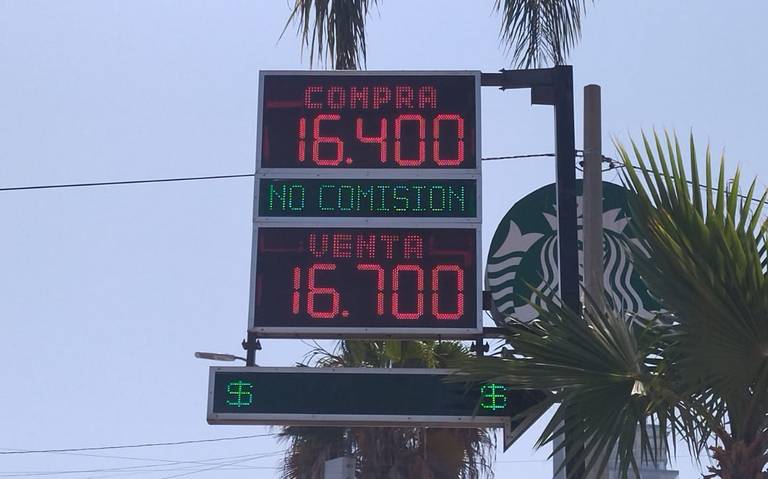 COMPRA
16.400
NO COMISION
VENTA
16.700
$ $